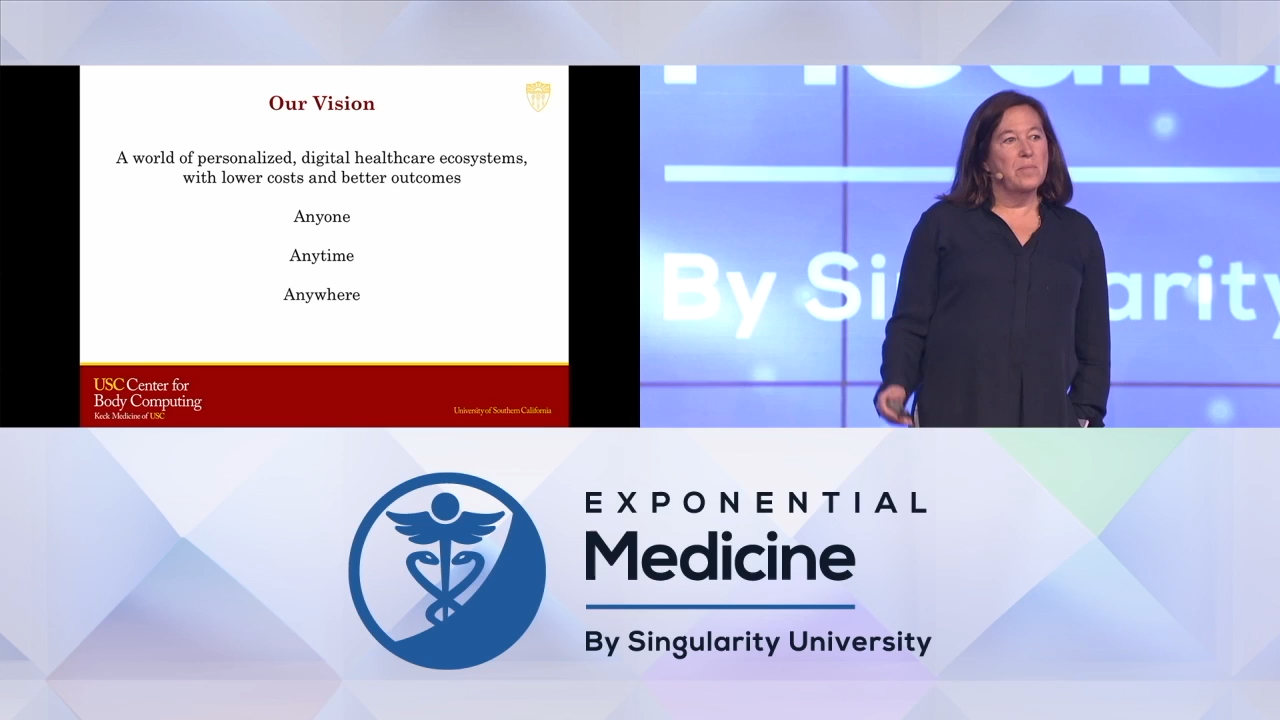 Our Vision
A world of personalized, digital healthcare ecosystems,
with lower costs and better outcomes
Anyone
Anytime
Anywhere
USC Center for
Body Computing
Keck Medicine of USC
University of Southern California
By Si arity
EXPONENTIAL
Medicine
By Singularity University